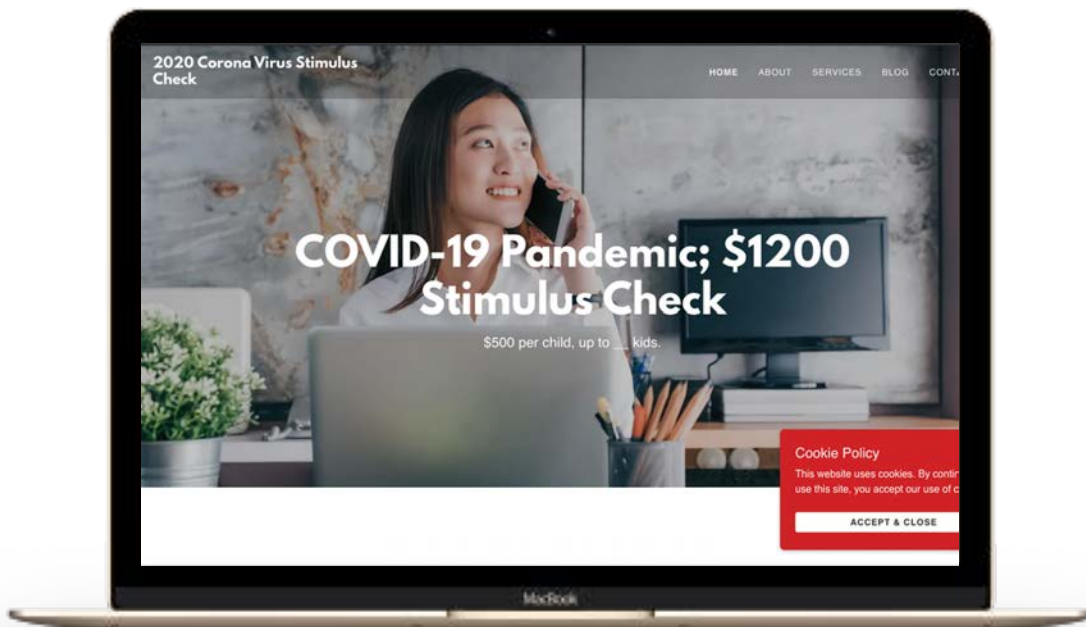 2020 Corona Virus Stimulus
Check
HOME ABOUT SERVICES BLOG
COVID-19 Pandemic; $1200
Stimulus Check
$500 per child, up to __ kids.
Cookie Policy
This website uses cookies. By
use this site, you accept our use of
ACCEPT & CLOSE
MacBook